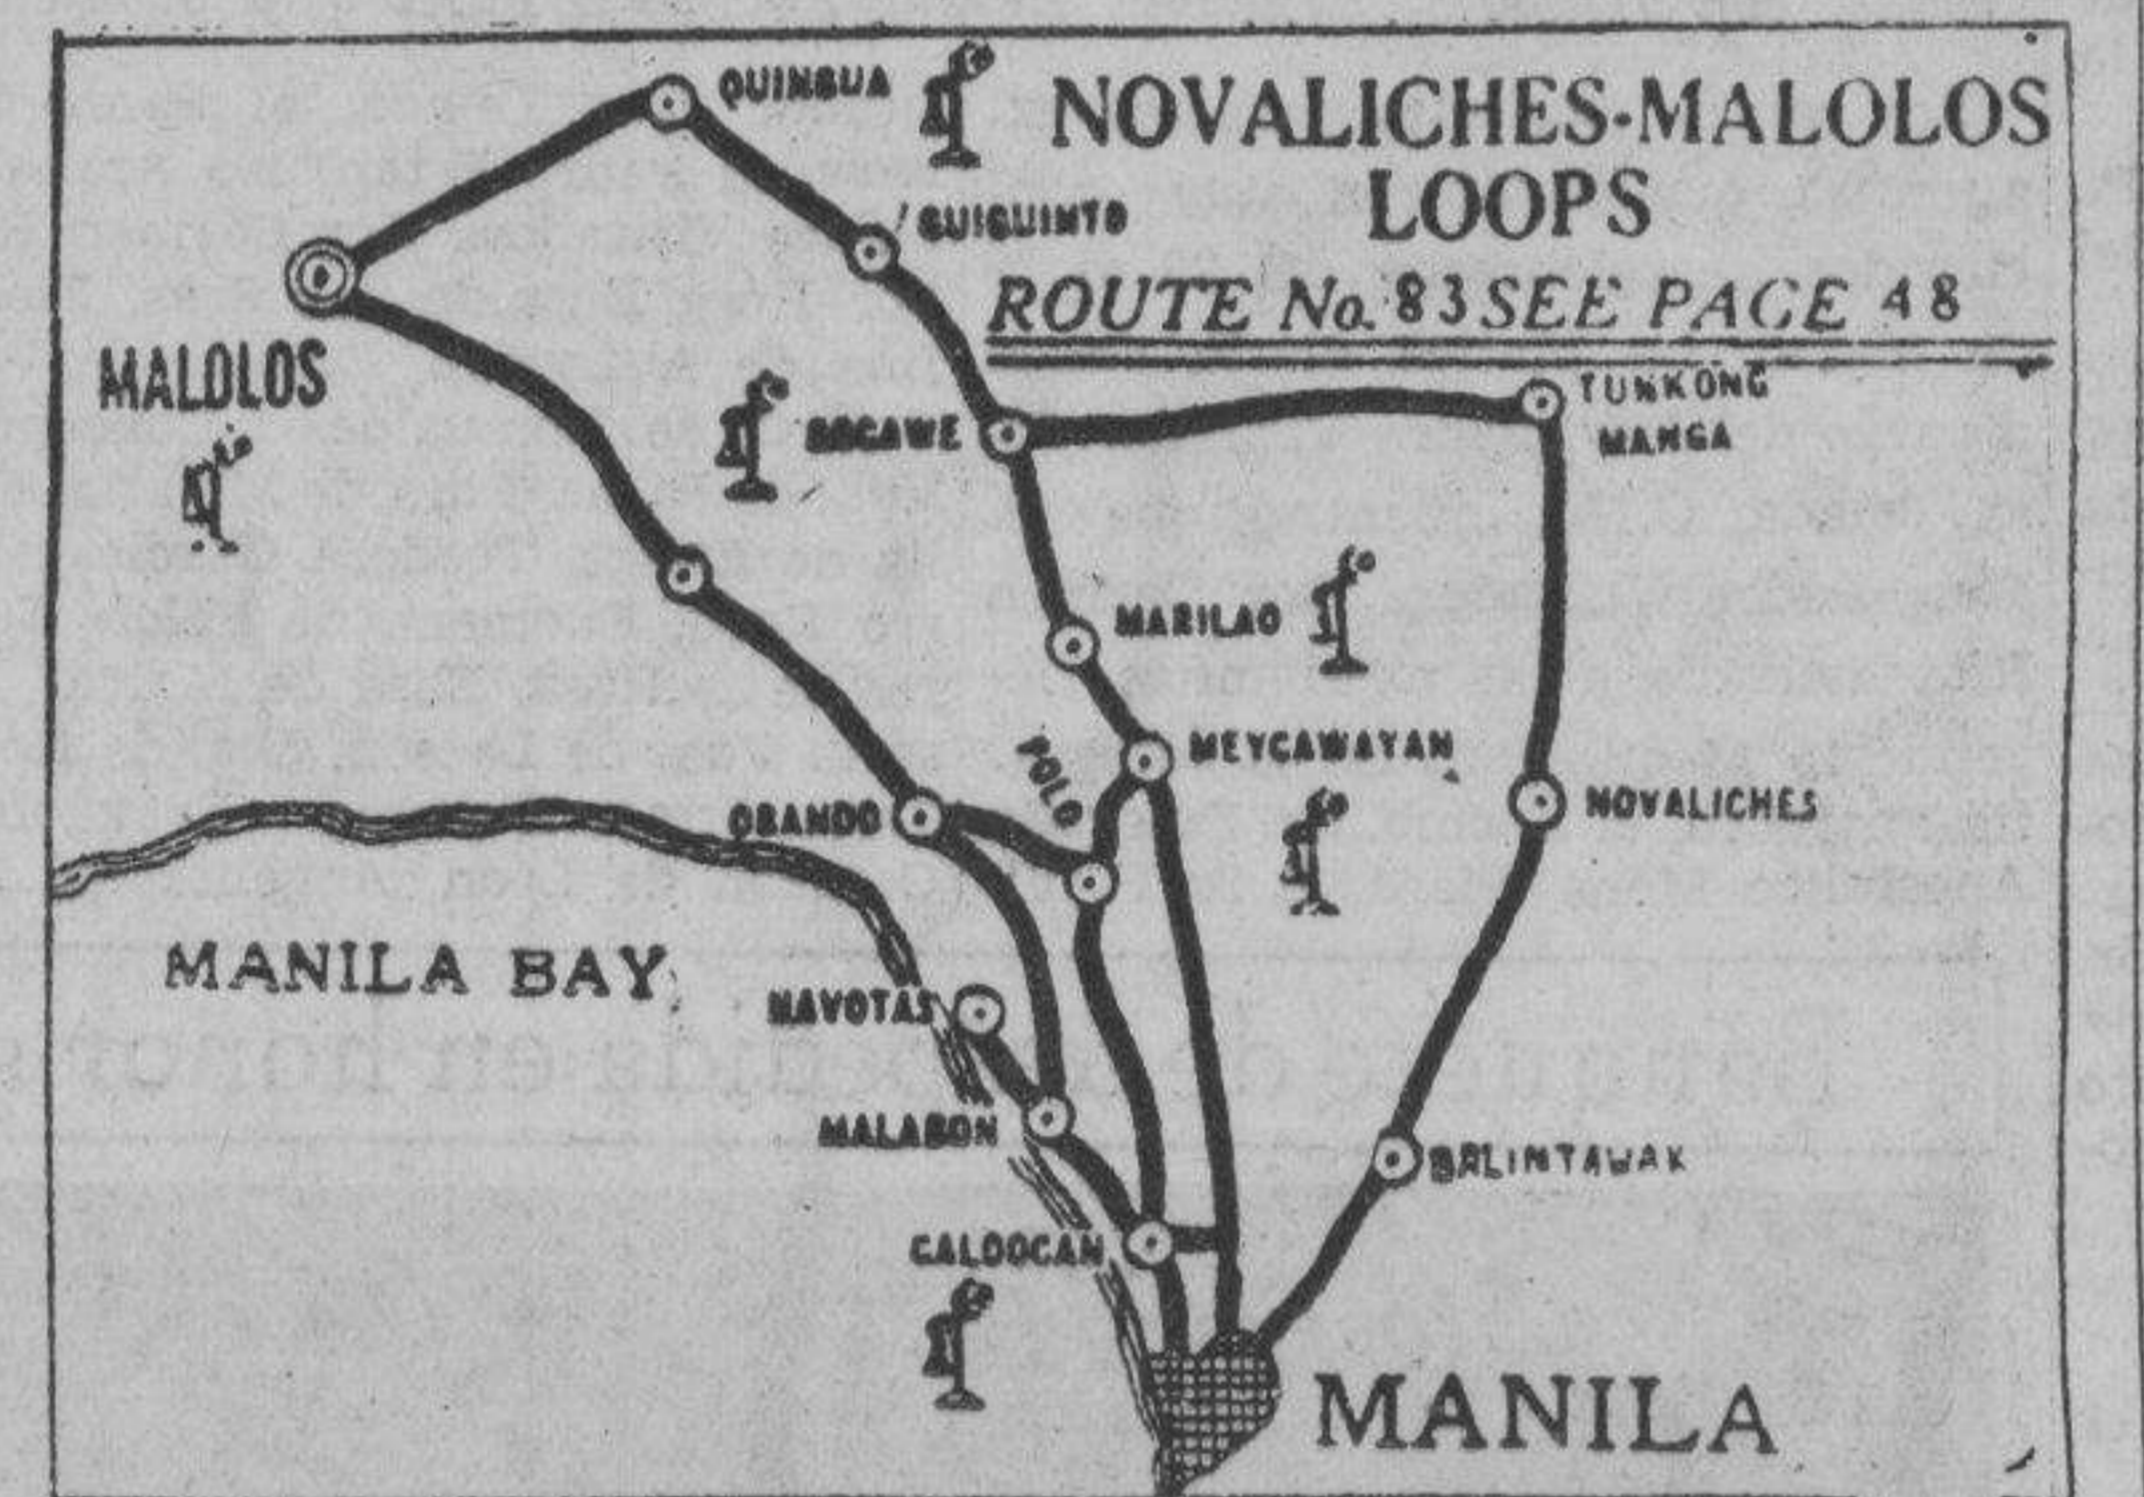 NOVALICHES-MALOLOS
LOOPS
ROUTE No. 83 SEE PAGE 48
QUINGUA
GUIGUINTO
MALOLOS
BOCAWE
TUNKONG
MANGA
MARILAO
MEYCAWAYAN
POLO
OBANDO
NOVALICHES
MANILA BAY
NAVOTAS
MALABON
BALINTAWAK
CALOOCAN
MANILA